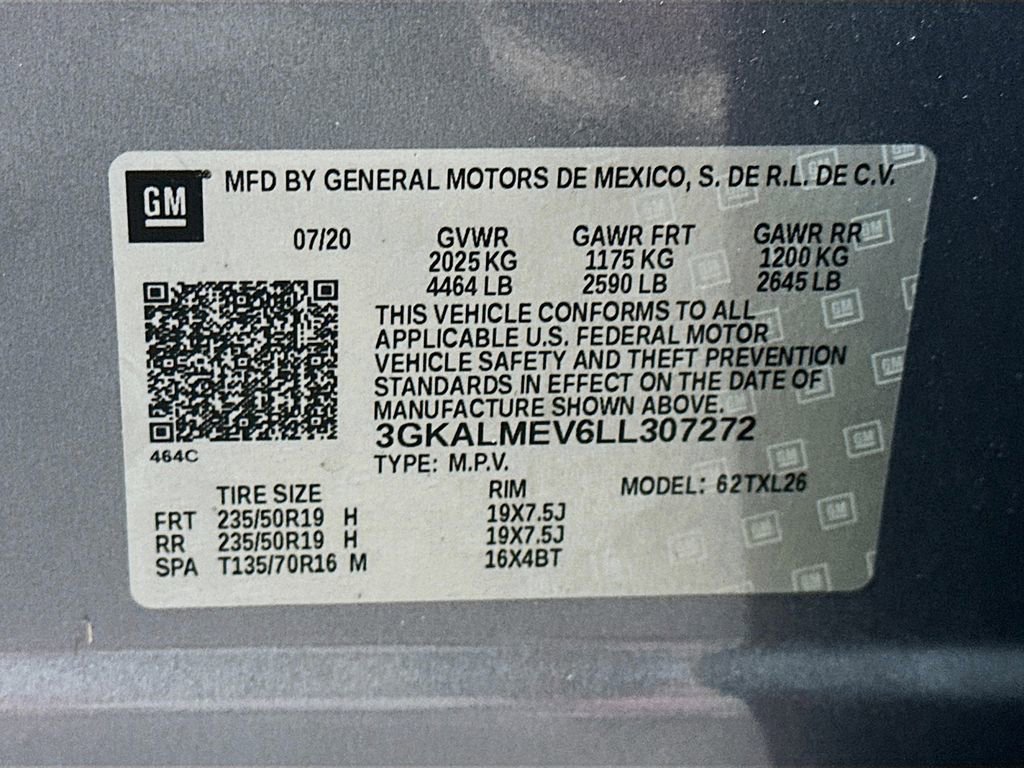 GM
MFD BY GENERAL MOTORS DE MEXICO, S. DE R.L. DE C.V.
07/20 GVWR GAWR FRT GAWR RR
2025 KG 1175 KG 1200 KG
4464 LB 2590 LB 2645 LB
THIS VEHICLE CONFORMS TO ALL
APPLICABLE U.S. FEDERAL MOTOR
VEHICLE SAFETY AND THEFT PREVENTION
STANDARDS IN EFFECT ON THE DATE OF
MANUFACTURE SHOWN ABOVE.
3GKALMEV6LL307272
464C
TYPE: M.P.V.
TIRE SIZE RIM MODEL: 62TXL26
FRT 235/50R19 H 19X7.5J
RR 235/50R19 H 19X7.5J
SPA T135/70R16 M 16X4BT